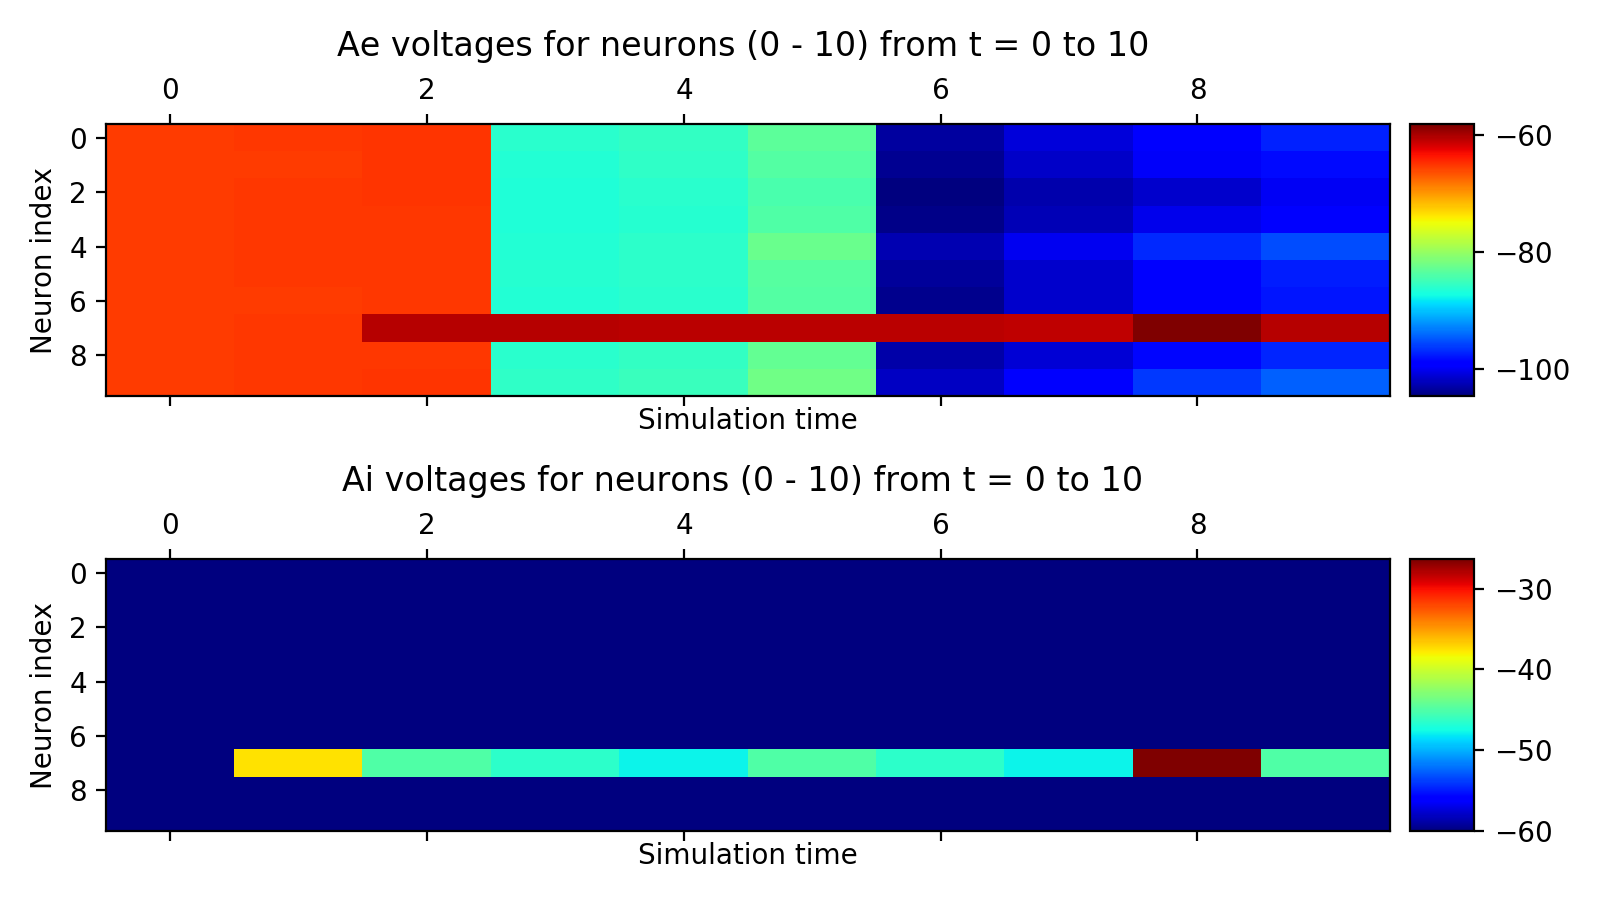 Ae voltages for neurons (0 - 10) from t = 0 to 10
0 2 4 6 8
Neuron index
0
2
4
6
8
−60
−80
−100
Simulation time
Ai voltages for neurons (0 - 10) from t = 0 to 10
0 2 4 6 8
Neuron index
0
2
4
6
8
−30
−40
−50
−60
Simulation time